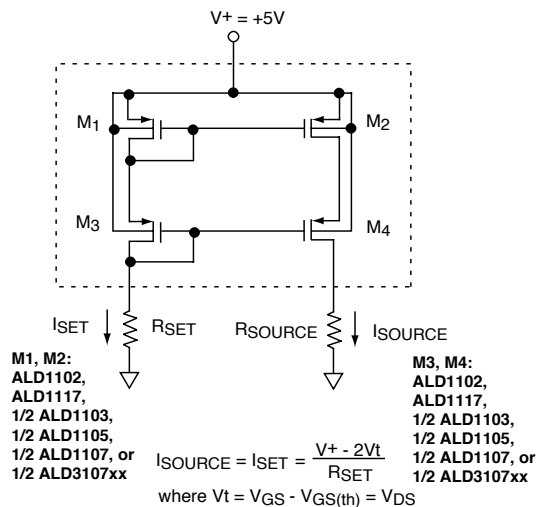 V+ = +5V
M1
M2
M3
M4
ISET
RSET
RSOURCE
ISOURCE
M1, M2:
ALD1102,
ALD1117,
1/2 ALD1103,
1/2 ALD1105,
1/2 ALD1107, or
1/2 ALD3107xx
M3, M4:
ALD1102,
ALD1117,
1/2 ALD1103,
1/2 ALD1105,
1/2 ALD1107, or
1/2 ALD3107xx
ISOURCE = ISET = V+ - 2Vt / RSET
where Vt = VGS - VGS(th) = VDS